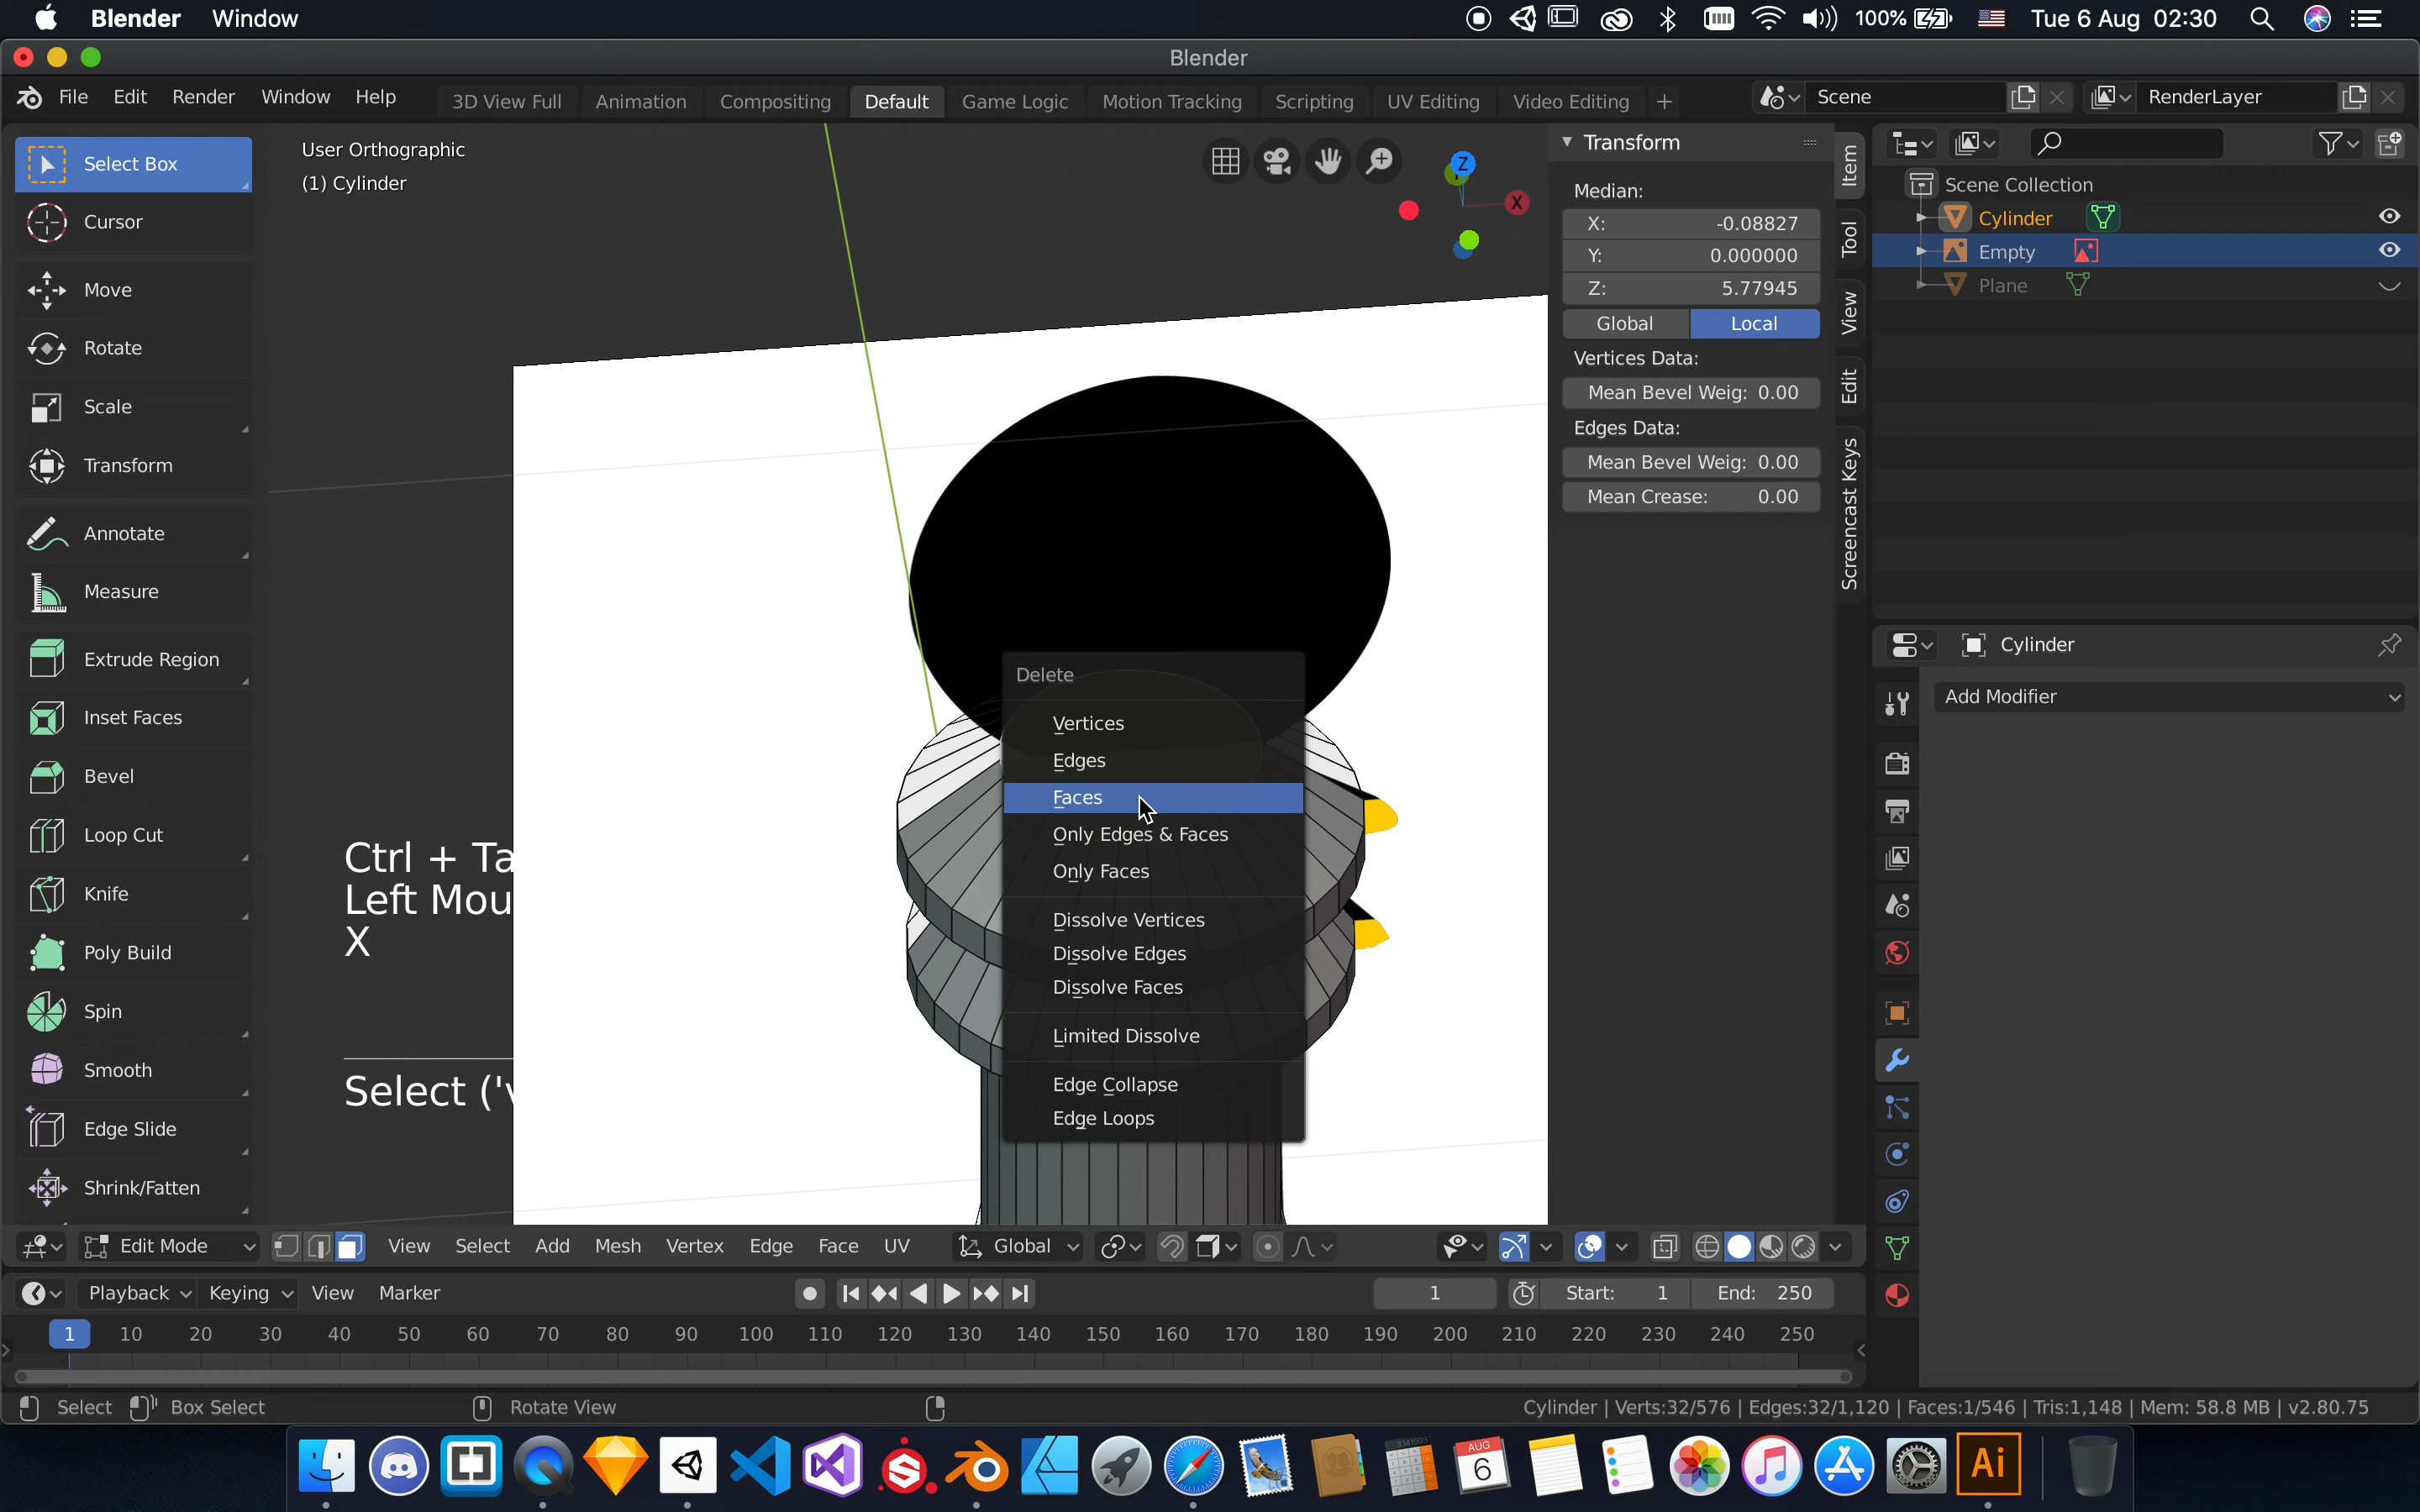 Blender Window 100% Tue 6 Aug 02:30
Blender
File Edit Render Window Help 3D View Full Animation Compositing Default Game Logic Motion Tracking Scripting UV Editing Video Editing + Scene RenderLayer
Select Box
Cursor
Move
Rotate
Scale
Transform
Annotate
Measure
Extrude Region
Inset Faces
Bevel
Loop Cut
Knife
Poly Build
Spin
Smooth
Edge Slide
Shrink/Fatten
User Orthographic
(1) Cylinder
Z
X
Ctrl + Ta
Left Mou
X
Select ('v
Delete
Vertices
Edges
Faces
Only Edges & Faces
Only Faces
Dissolve Vertices
Dissolve Edges
Dissolve Faces
Limited Dissolve
Edge Collapse
Edge Loops
Transform
Median:
X: -0.08827
Y: 0.000000
Z: 5.77945
Global Local
Vertices Data:
Mean Bevel Weig: 0.00
Edges Data:
Mean Bevel Weig: 0.00
Mean Crease: 0.00
Item
Tool
View
Edit
Screencast Keys
Scene Collection
Cylinder
Empty
Plane
Cylinder
Add Modifier
Edit Mode View Select Add Mesh Vertex Edge Face UV Global
Playback Keying View Marker 1 Start: 1 End: 250
1 10 20 30 40 50 60 70 80 90 100 110 120 130 140 150 160 170 180 190 200 210 220 230 240 250
Select Box Select Rotate View Cylinder | Verts:32/576 | Edges:32/1,120 | Faces:1/546 | Tris:1,148 | Mem: 58.8 MB | v2.80.75
AUG
6
Ai